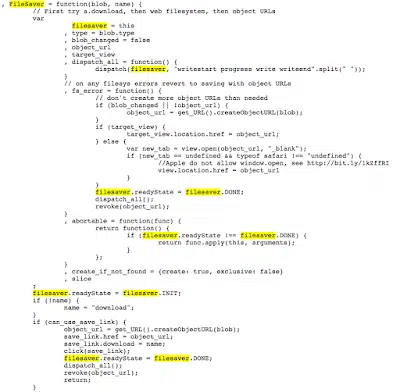 , FileSaver = function(blob, name) {
// First try a.download, then web filesystem, then object URLs
var
filesaver = this
, type = blob.type
, blob_changed = false
, object_url
, target_view
, dispatch_all = function() {
dispatch(filesaver, "writestart progress write writeend".split(" "));
}
// on any filesys errors revert to saving with object URLs
, fs_error = function() {
// don't create more object URLs than needed
if (blob_changed || !object_url) {
object_url = get_URL().createObjectURL(blob);
}
if (target_view) {
target_view.location.href = object_url;
} else {
var new_tab = view.open(object_url, "_blank");
if (new_tab == undefined && typeof safari !== "undefined") {
//Apple do not allow window.open, see http://bit.ly/1kZffRI
view.location.href = object_url
}
}
filesaver.readyState = filesaver.DONE;
dispatch_all();
revoke(object_url);
}
, abortable = function(func) {
return function() {
if (filesaver.readyState !== filesaver.DONE) {
return func.apply(this, arguments);
}
};
}
, create_if_not_found = {create: true, exclusive: false}
, slice
;
filesaver.readyState = filesaver.INIT;
if (!name) {
name = "download";
}
if (can_use_save_link) {
object_url = get_URL().createObjectURL(blob);
save_link.href = object_url;
save_link.download = name;
click(save_link);
filesaver.readyState = filesaver.DONE;
dispatch_all();
revoke(object_url);
return;
}